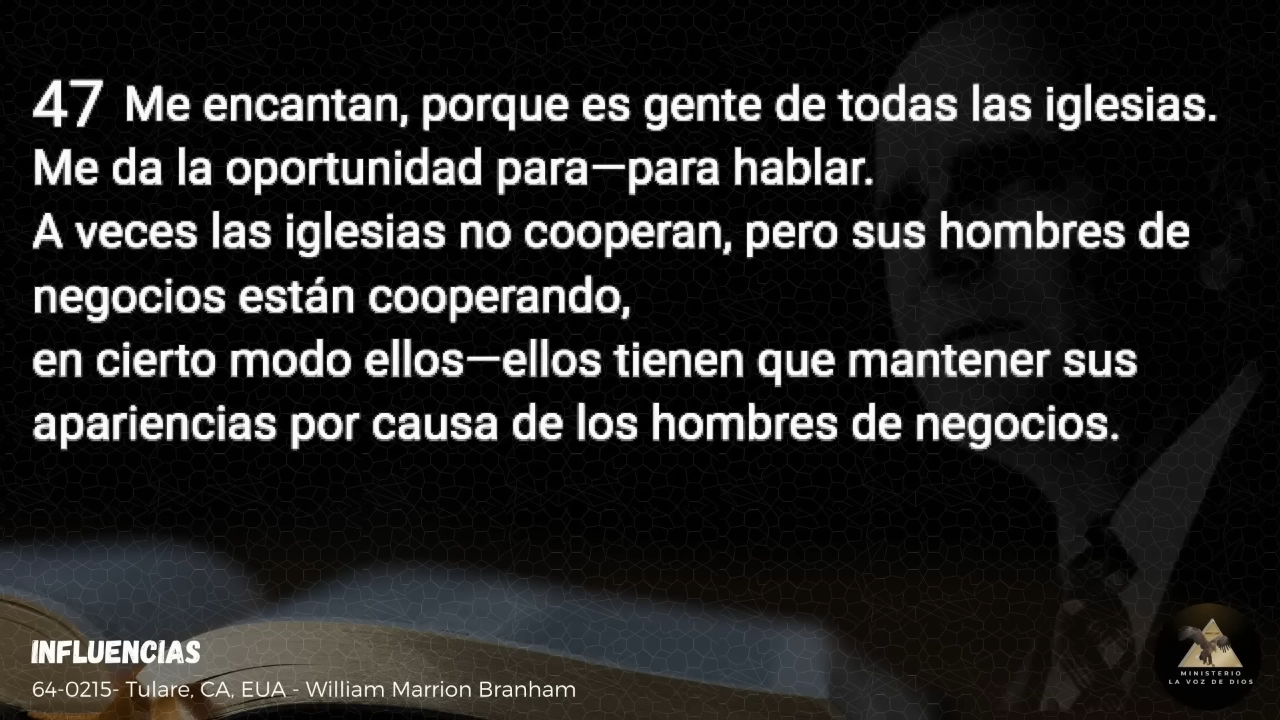 47 Me encantan, porque es gente de todas las iglesias.
Me da la oportunidad para—para hablar.
A veces las iglesias no cooperan, pero sus hombres de
negocios están cooperando,
en cierto modo ellos—ellos tienen que mantener sus
apariencias por causa de los hombres de negocios.
INFLUENCIAS
64-0215- Tulare, CA, EUA - William Marrion Branham
MINISTERIO
LA VOZ DE DIOS